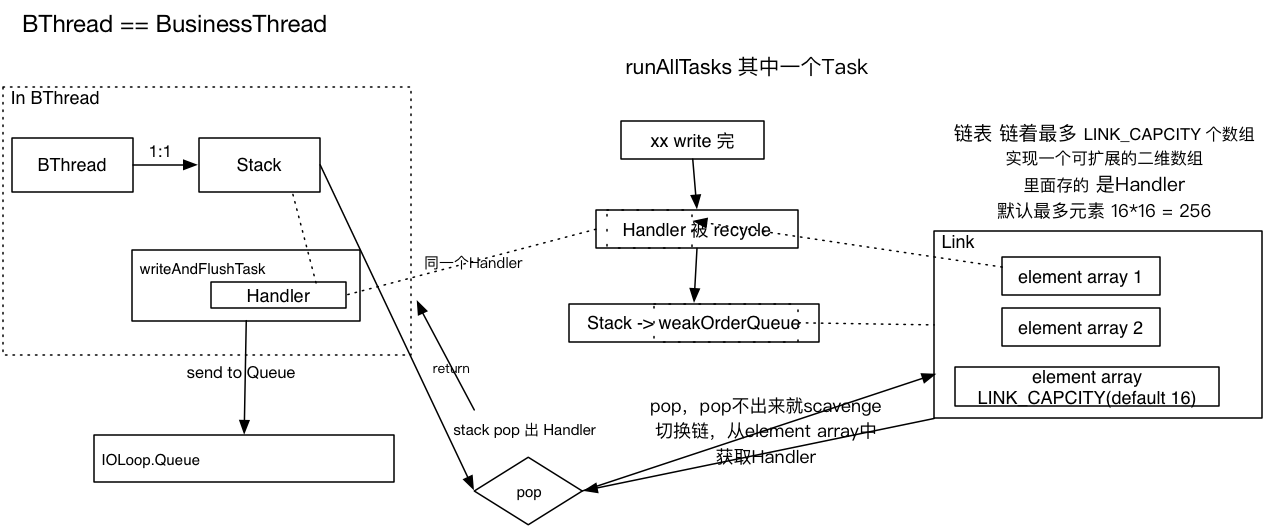 BThread == BusinessThread
runAllTasks 其中一个Task
In BThread
BThread
1:1
Stack
writeAndFlushTask
Handler
send to Queue
IOLoop.Queue
同一个Handler
return
stack pop 出 Handler
pop
xx write 完
Handler 被 recycle
Stack -> weakOrderQueue
pop，pop不出来就scavenge
切换链，从element array中
获取Handler
链表 链着最多 LINK_CAPCITY 个数组
实现一个可扩展的二维数组
里面存的 是Handler
默认最多元素 16*16 = 256
Link
element array 1
element array 2
element array
LINK_CAPCITY(default 16)